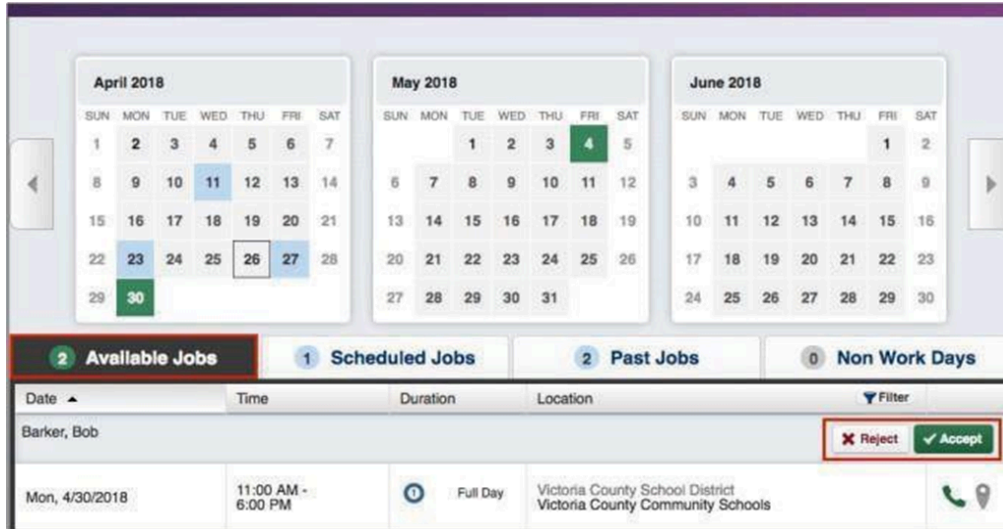 April 2018
SUN MON TUE WED THU FRI SAT
1 2 3 4 5 6 7
8 9 10 11 12 13 14
15 16 17 18 19 20 21
22 23 24 25 26 27 28
29 30
May 2018
SUN MON TUE WED THU FRI SAT
1 2 3 4 5
6 7 8 9 10 11 12
13 14 15 16 17 18 19
20 21 22 23 24 25 26
27 28 29 30 31
June 2018
SUN MON TUE WED THU FRI SAT
1 2
3 4 5 6 7 8 9
10 11 12 13 14 15 16
17 18 19 20 21 22 23
24 25 26 27 28 29 30
2 Available Jobs 1 Scheduled Jobs 2 Past Jobs 0 Non Work Days
Date Time Duration Location Filter
Barker, Bob Reject Accept
Mon, 4/30/2018 11:00 AM - 6:00 PM 1 Full Day Victoria County School District
Victoria County Community Schools